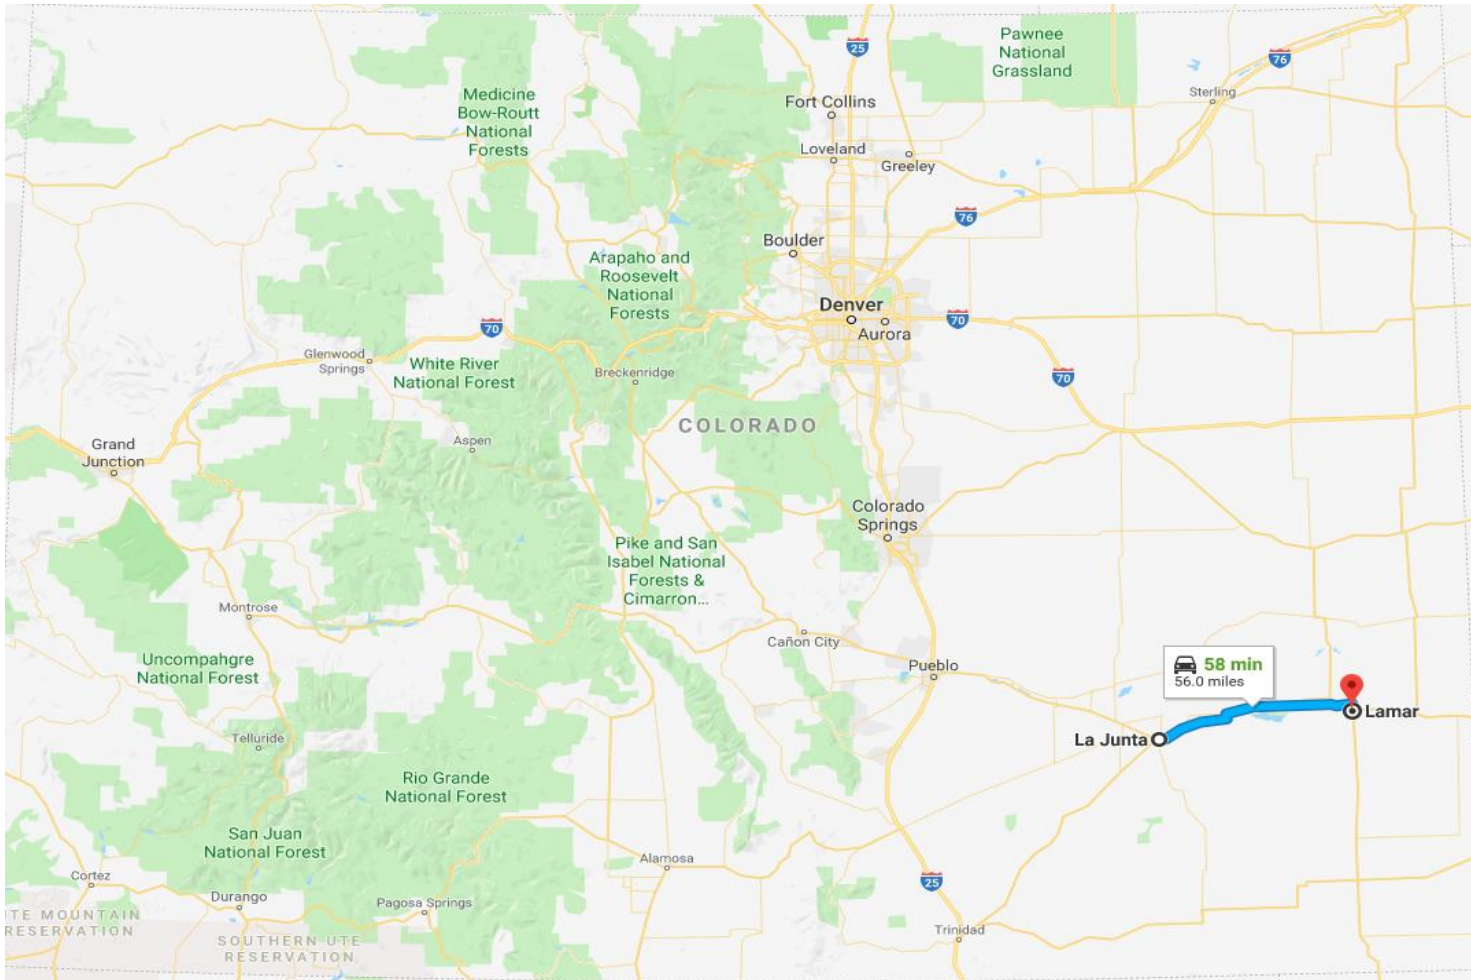 Pawnee
National
Grassland
25
76
Sterling
Medicine
Bow-Routt
National
Forests
Fort Collins
Loveland
Greeley
76
Boulder
Arapaho and
Roosevelt
National
Forests
Denver
Aurora
70
70
Glenwood
Springs
White River
National Forest
Breckenridge
70
COLORADO
Grand
Junction
Aspen
Colorado
Springs
Pike and San
Isabel National
Forests &
Cimarron...
Montrose
Cañon City
Uncompahgre
National Forest
Pueblo
58 min
56.0 miles
Lamar
La Junta
Telluride
Rio Grande
National Forest
San Juan
National Forest
Alamosa
Cortez
25
Durango
Pagosa Springs
TE MOUNTAIN
RESERVATION
Trinidad
SOUTHERN UTE
RESERVATION